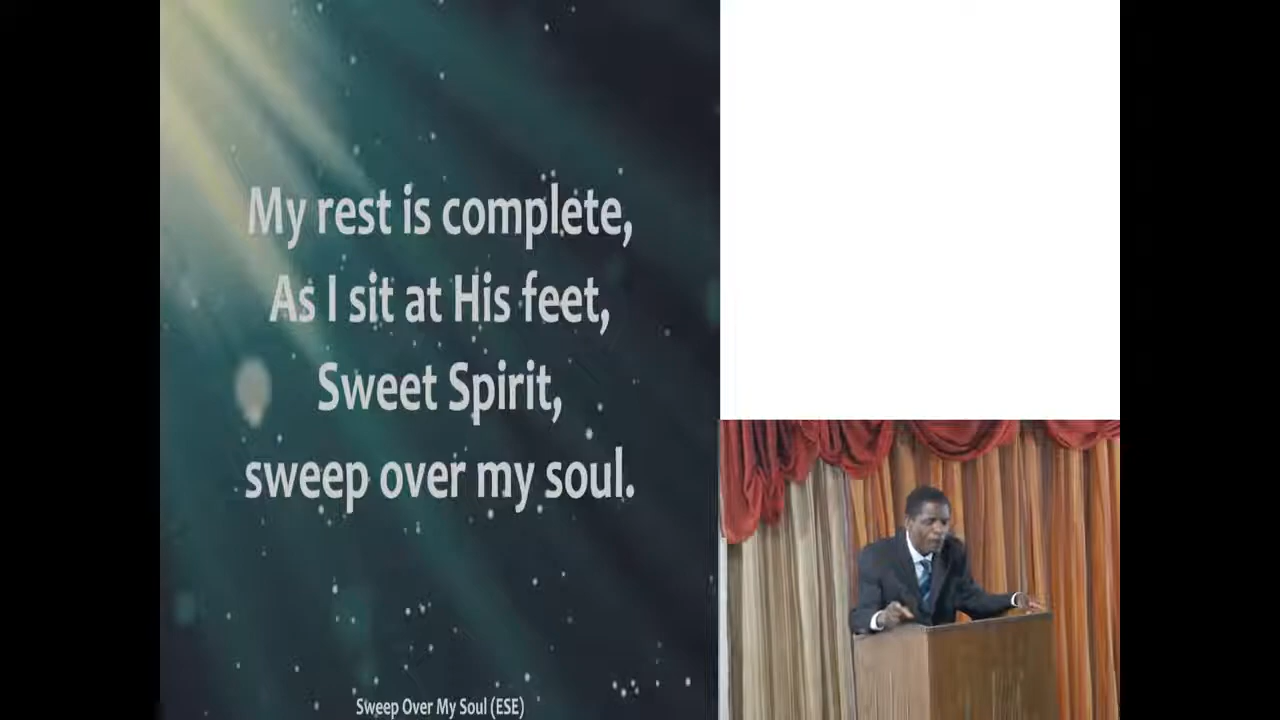 My rest is complete,
As I sit at His feet,
Sweet Spirit,
sweep over my soul.
Sweep Over My Soul (ESE)